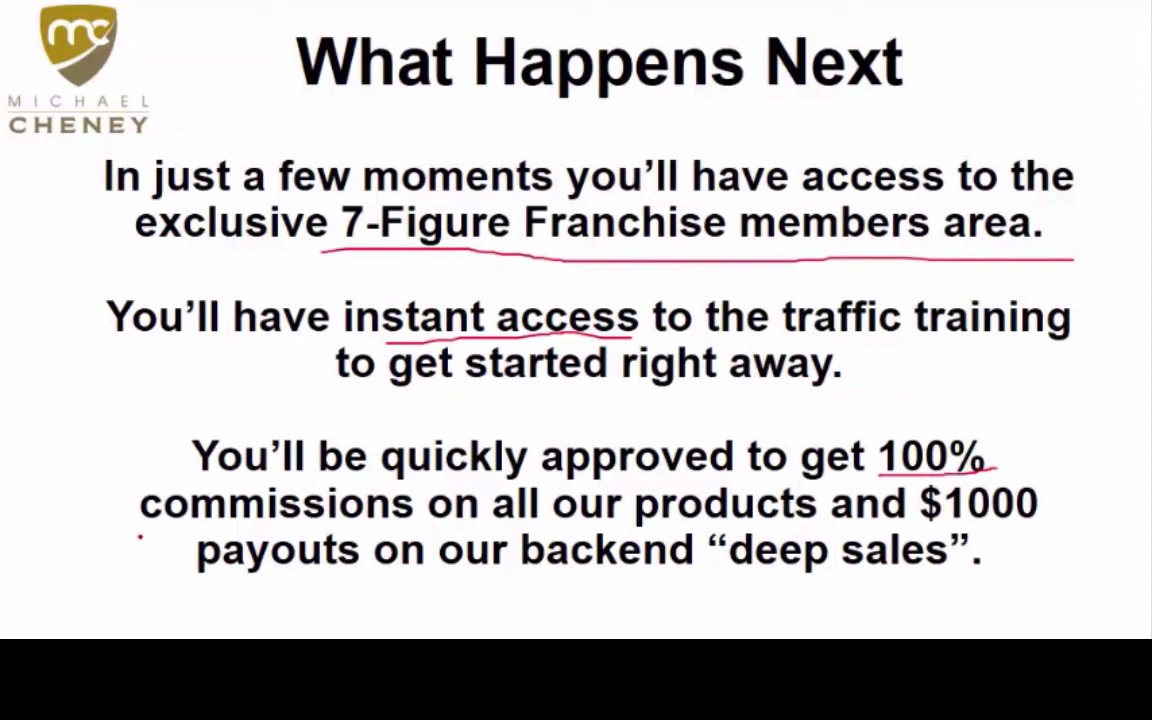 mc
MICHAEL
CHENEY
What Happens Next
In just a few moments you’ll have access to the
exclusive 7-Figure Franchise members area.
You’ll have instant access to the traffic training
to get started right away.
You’ll be quickly approved to get 100%
commissions on all our products and $1000
payouts on our backend “deep sales”.